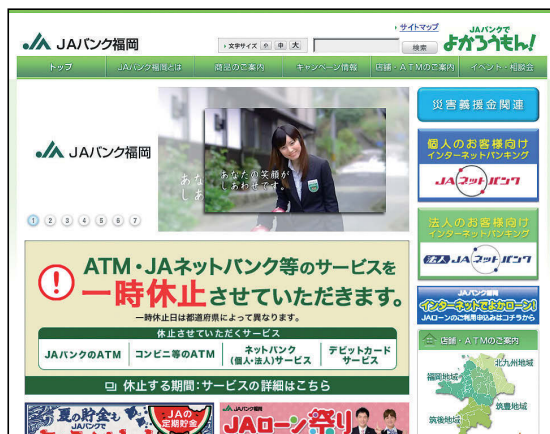 JAバンク福岡
文字サイズ 小 中 大
サイトマップ
検索
JAバンクで
よかろうもん!
トップ
JAバンク福岡とは
商品のご案内
キャンペーン情報
店舗・ATMのご案内
イベント・相談会
JAバンク福岡
あなたの笑顔が
しあわせです。
1 2 3 4 5 6 7
災害義援金関連
個人のお客様向け
インターネットバンキング
JAネットバンク
法人のお客様向け
インターネットバンキング
法人JAネットバンク
ATM・JAネットバンク等のサービスを
一時休止させていただきます。
一時休止日は都道府県によって異なります。
休止させていただくサービス
JAバンクのATM
コンビニ等のATM
ネットバンク
(個人・法人)サービス
デビットカード
サービス
休止する期間:サービスの詳細はこちら
JAバンク福岡
インターネットでよかローン!
JAローンのご利用申込みはコチラから
店舗・ATMのご案内
北九州地域
福岡地域
筑豊地域
筑後地域
夏の貯金も
JAバンクで
JAの
定期貯金
JAバンク福岡
JAローン祭り